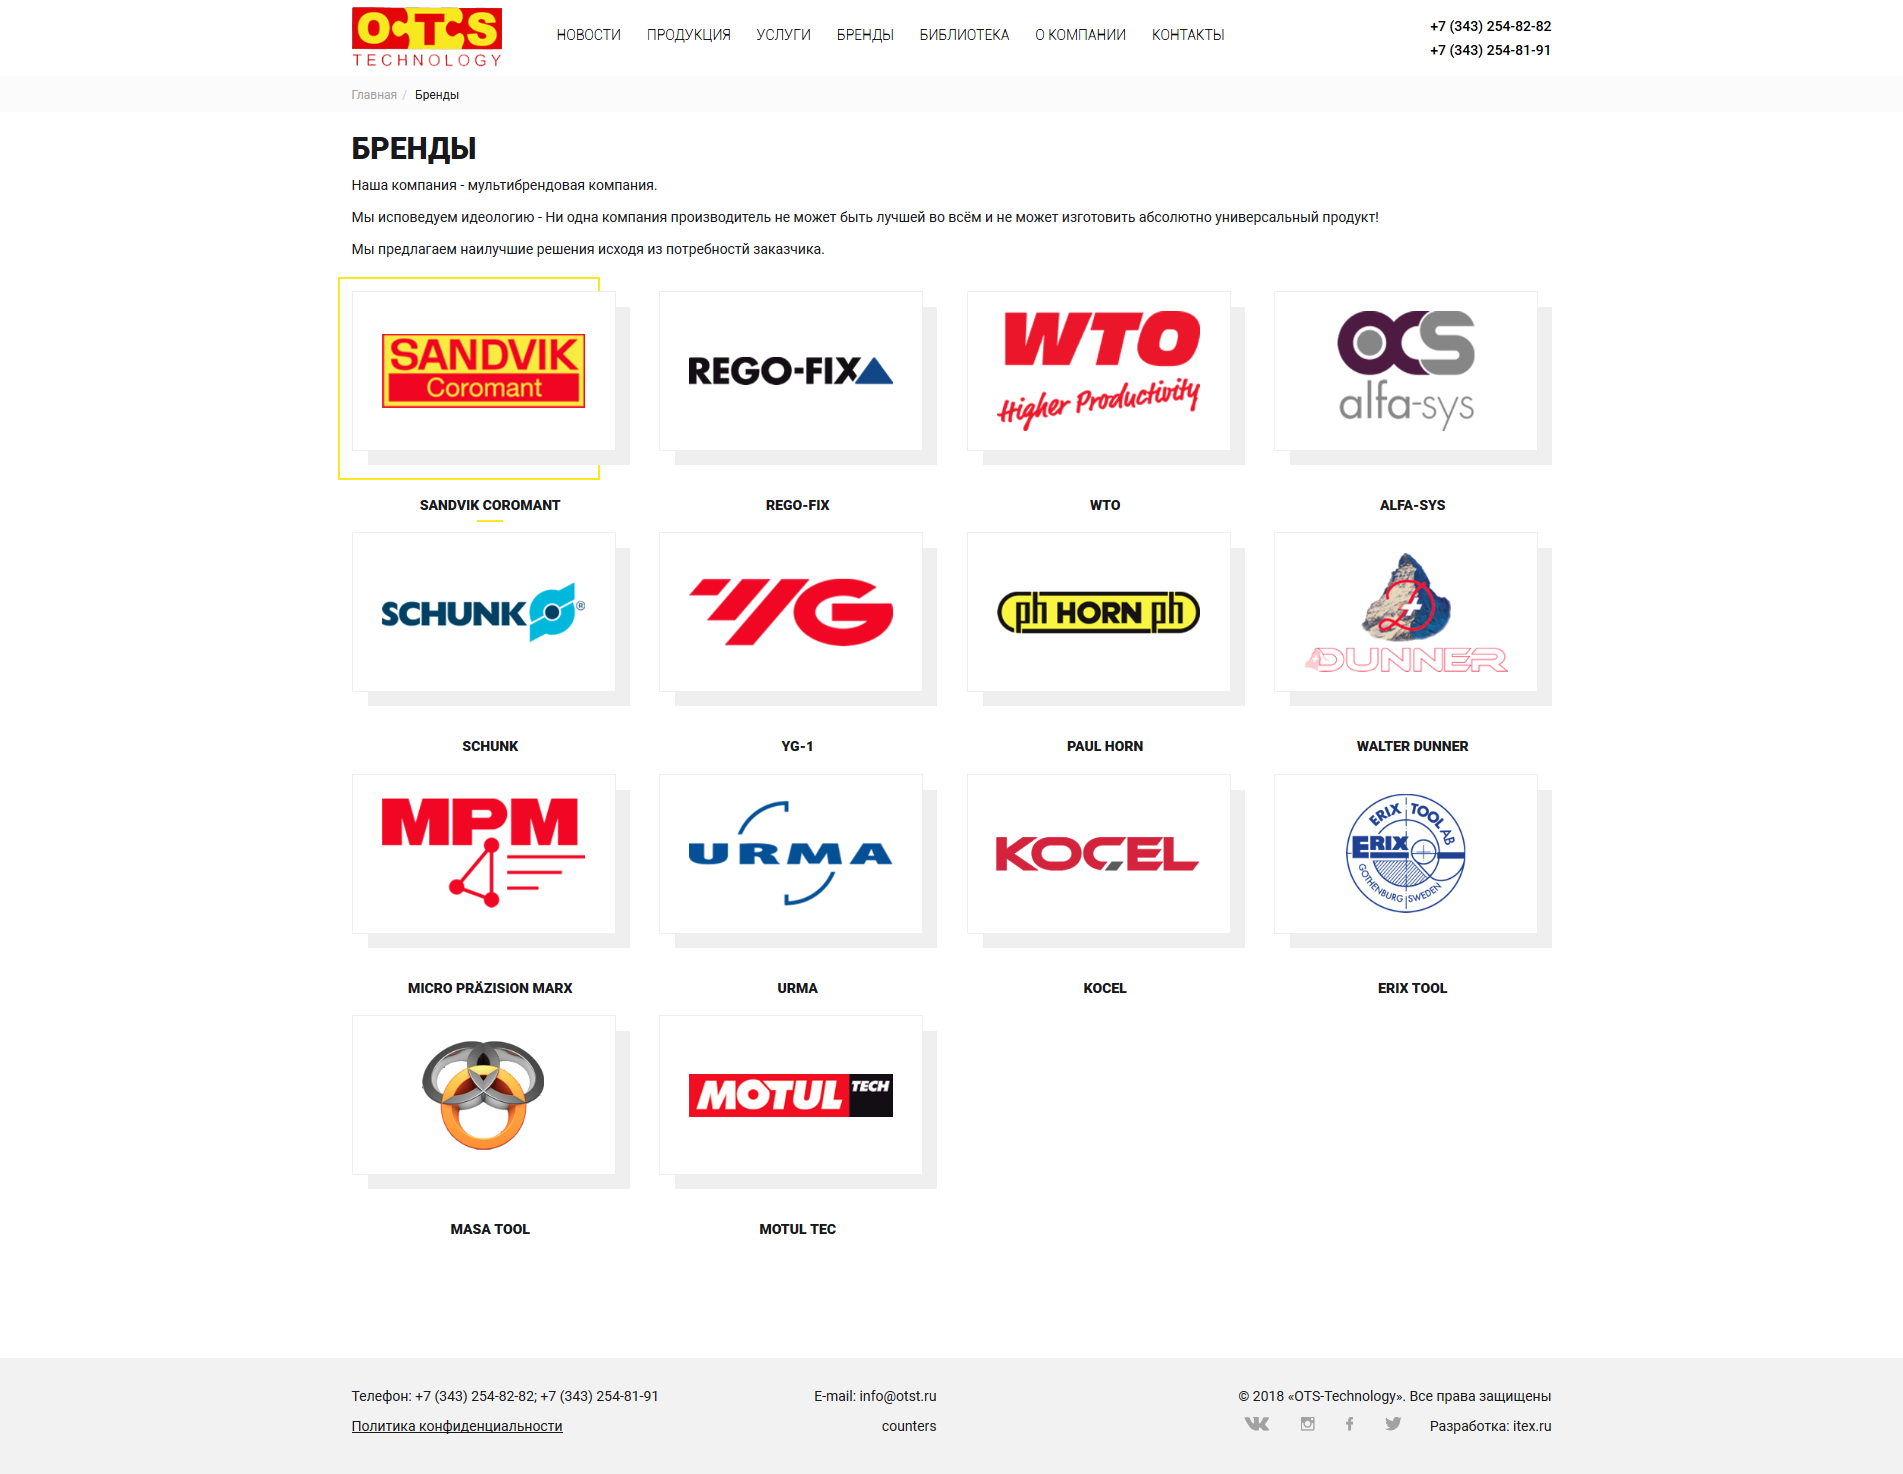 OTS
TECHNOLOGY
НОВОСТИ ПРОДУКЦИЯ УСЛУГИ БРЕНДЫ БИБЛИОТЕКА О КОМПАНИИ КОНТАКТЫ
+7 (343) 254-82-82
+7 (343) 254-81-91
Главная / Бренды
БРЕНДЫ
Наша компания - мультибрендовая компания.
Мы исповедуем идеологию - Ни одна компания производитель не может быть лучшей во всём и не может изготовить абсолютно универсальный продукт!
Мы предлагаем наилучшие решения исходя из потребностй заказчика.
SANDVIK
Coromant
REGO-FIX
WTO
Higher Productivity
OCS
alfa-sys
SANDVIK COROMANT
REGO-FIX
WTO
ALFA-SYS
SCHUNK®
YG
ph HORN ph
D
DUNNER
SCHUNK
YG-1
PAUL HORN
WALTER DUNNER
MPM
URMA
KOÇEL
ERIX TOOL AB
ERIX
GOTHENBURG SWEDEN
MICRO PRÄZISION MARX
URMA
KOCEL
ERIX TOOL
MOTUL TECH
MASA TOOL
MOTUL TEC
Телефон: +7 (343) 254-82-82; +7 (343) 254-81-91
E-mail: info@otst.ru
© 2018 «OTS-Technology». Все права защищены
Политика конфиденциальности
counters
Разработка: itex.ru